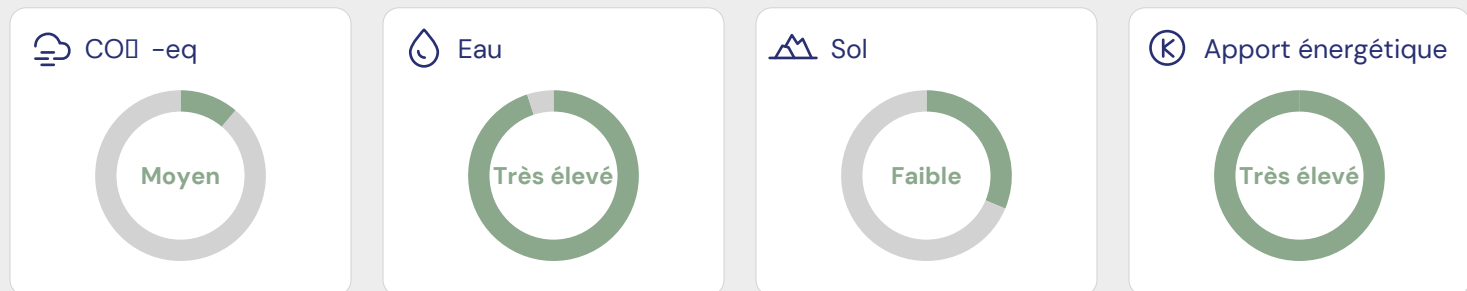 CO▯ -eq
Eau
Sol
Apport énergétique
Moyen
Très élevé
Faible
Très élevé